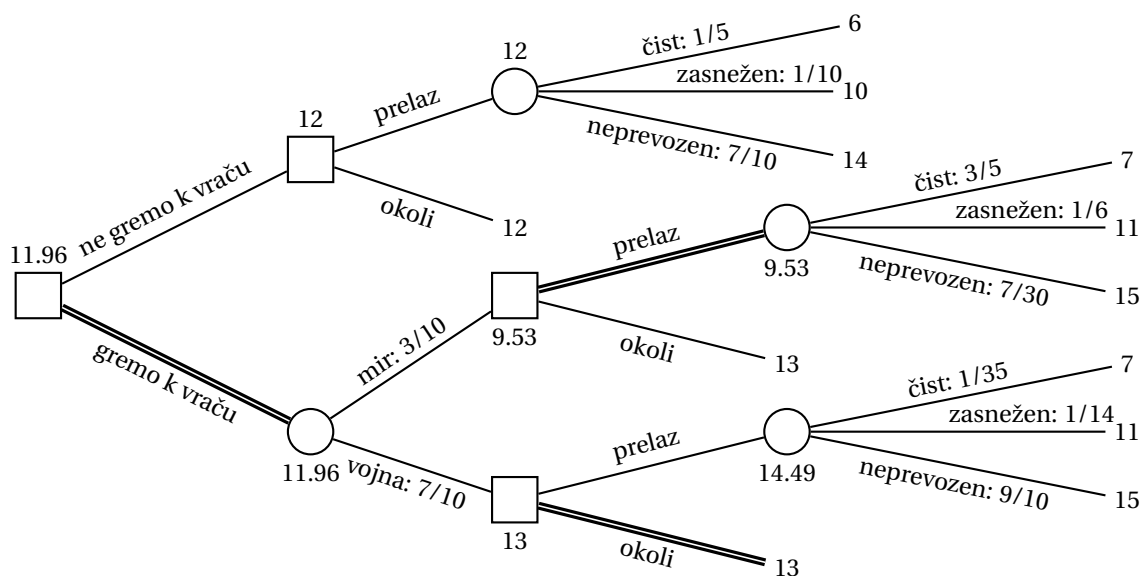 čist: 1/5
6
12
zasnežen: 1/10
10
prelaz
neprevozen: 7/10
14
12
ne gremo k vraču
okoli
12
čist: 3/5
7
zasnežen: 1/6
11
prelaz
9.53
neprevozen: 7/30
15
11.96
gremo k vraču
mir: 3/10
9.53
okoli
13
čist: 1/35
7
zasnežen: 1/14
11
prelaz
14.49
neprevozen: 9/10
15
11.96
vojna: 7/10
13
okoli
13